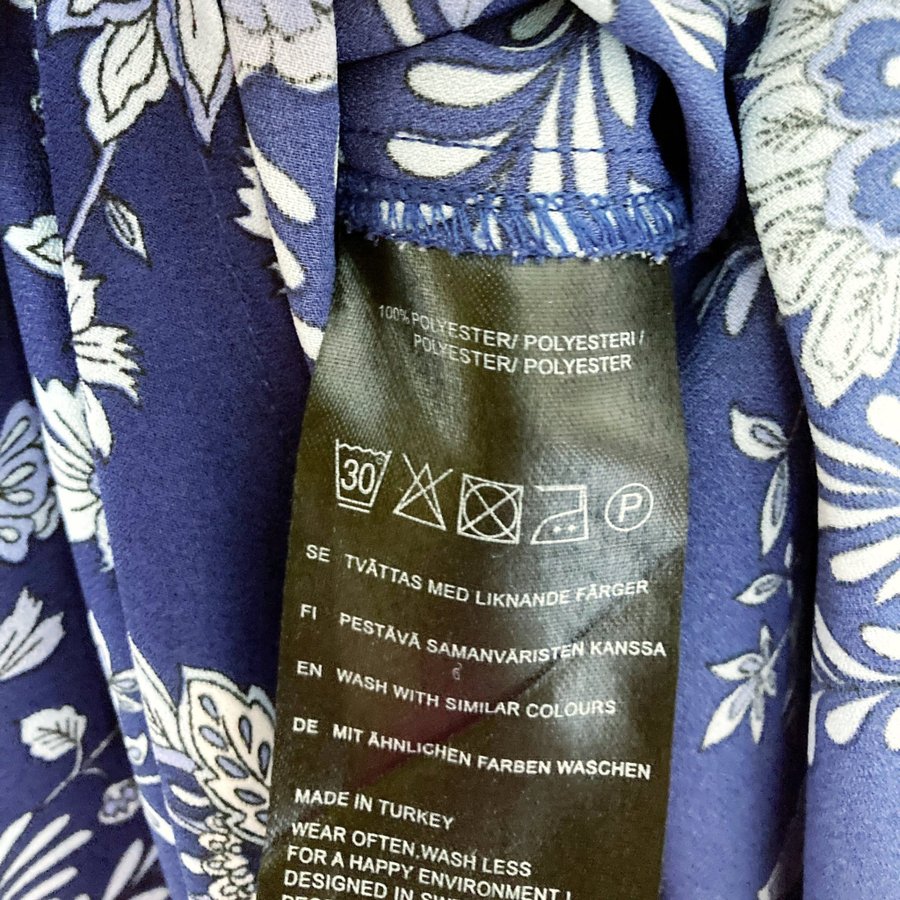 100% POLYESTER/ POLYESTERI /
POLYESTER/ POLYESTER
30° P
SE TVÄTTAS MED LIKNANDE FÄRGER
FI PESTÄVÄ SAMANVÄRISTEN KANSSA
6
EN WASH WITH SIMILAR COLOURS
DE MIT ÄHNLICHEN FARBEN WASCHEN
MADE IN TURKEY
WEAR OFTEN,WASH LESS
FOR A HAPPY ENVIRONMENT !
DESIGNED IN